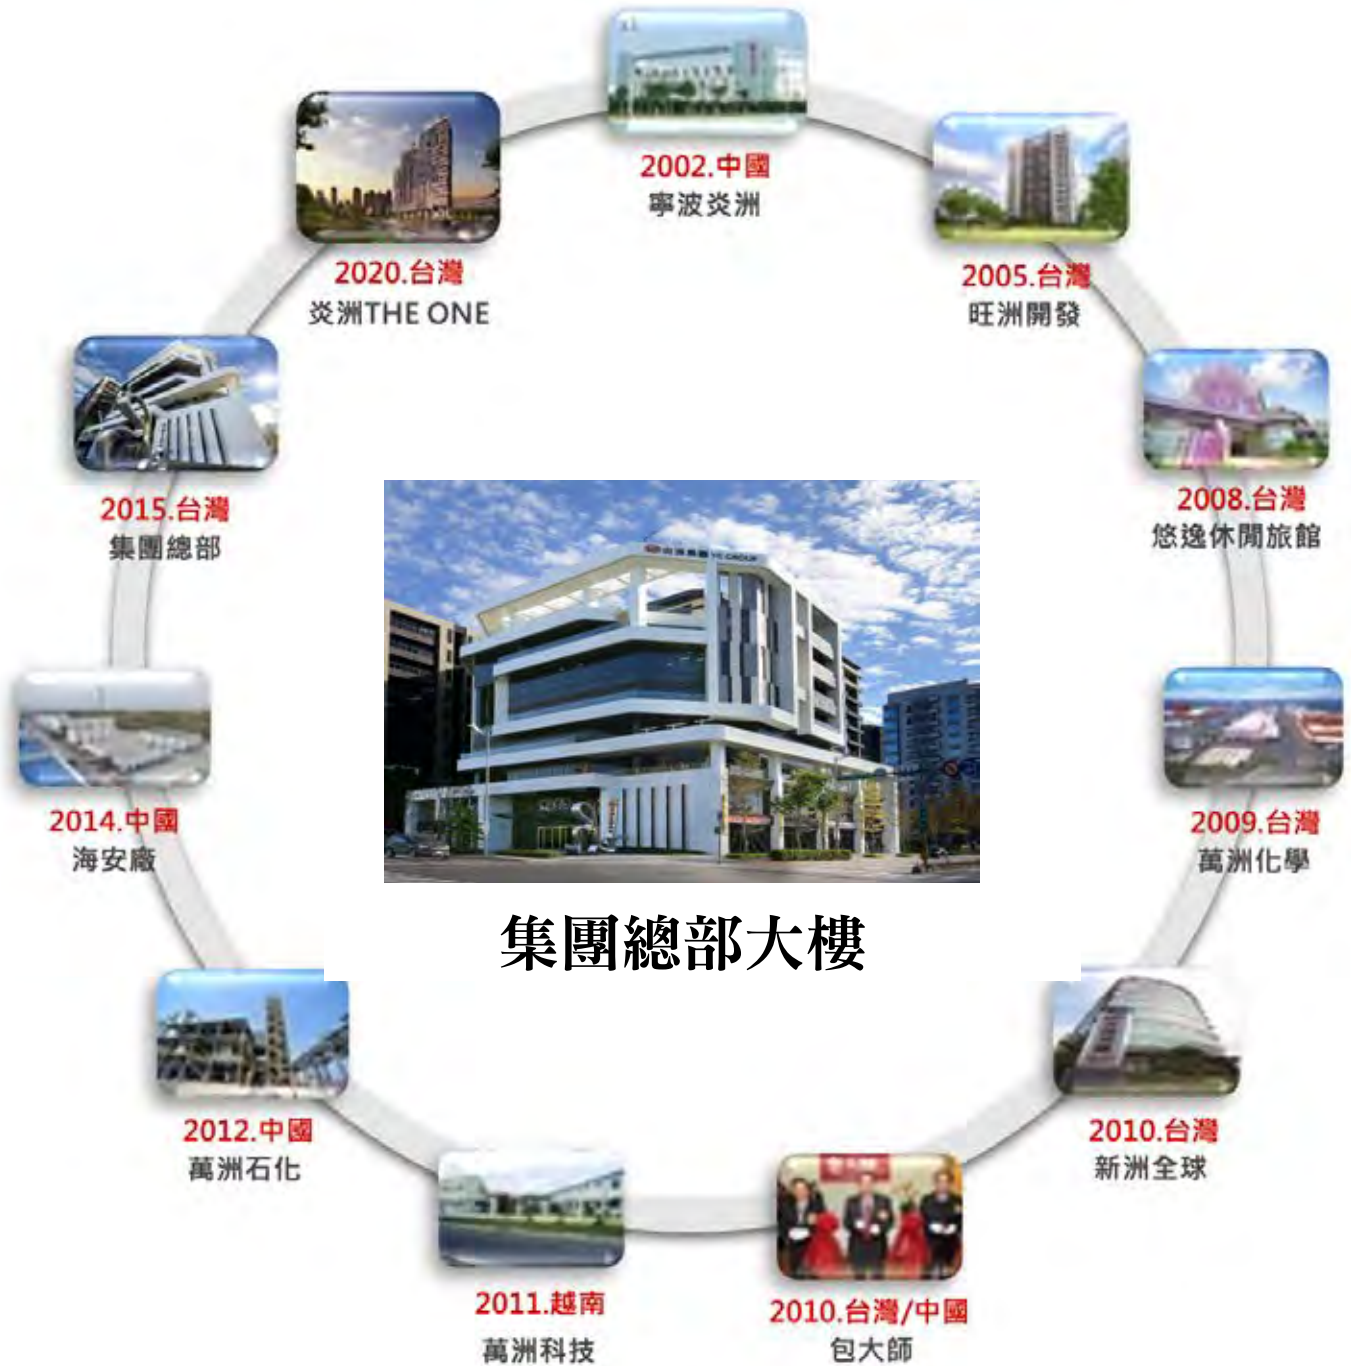 2002.中國
寧波炎洲
2005.台灣
旺洲開發
2008.台灣
悠逸休閒旅館
2009.台灣
萬洲化學
2010.台灣
新洲全球
2010.台灣/中國
包大師
2011.越南
萬洲科技
2012.中國
萬洲石化
2014.中國
海安廠
2015.台灣
集團總部
2020.台灣
炎洲THE ONE
YC GROUP
集團總部大樓